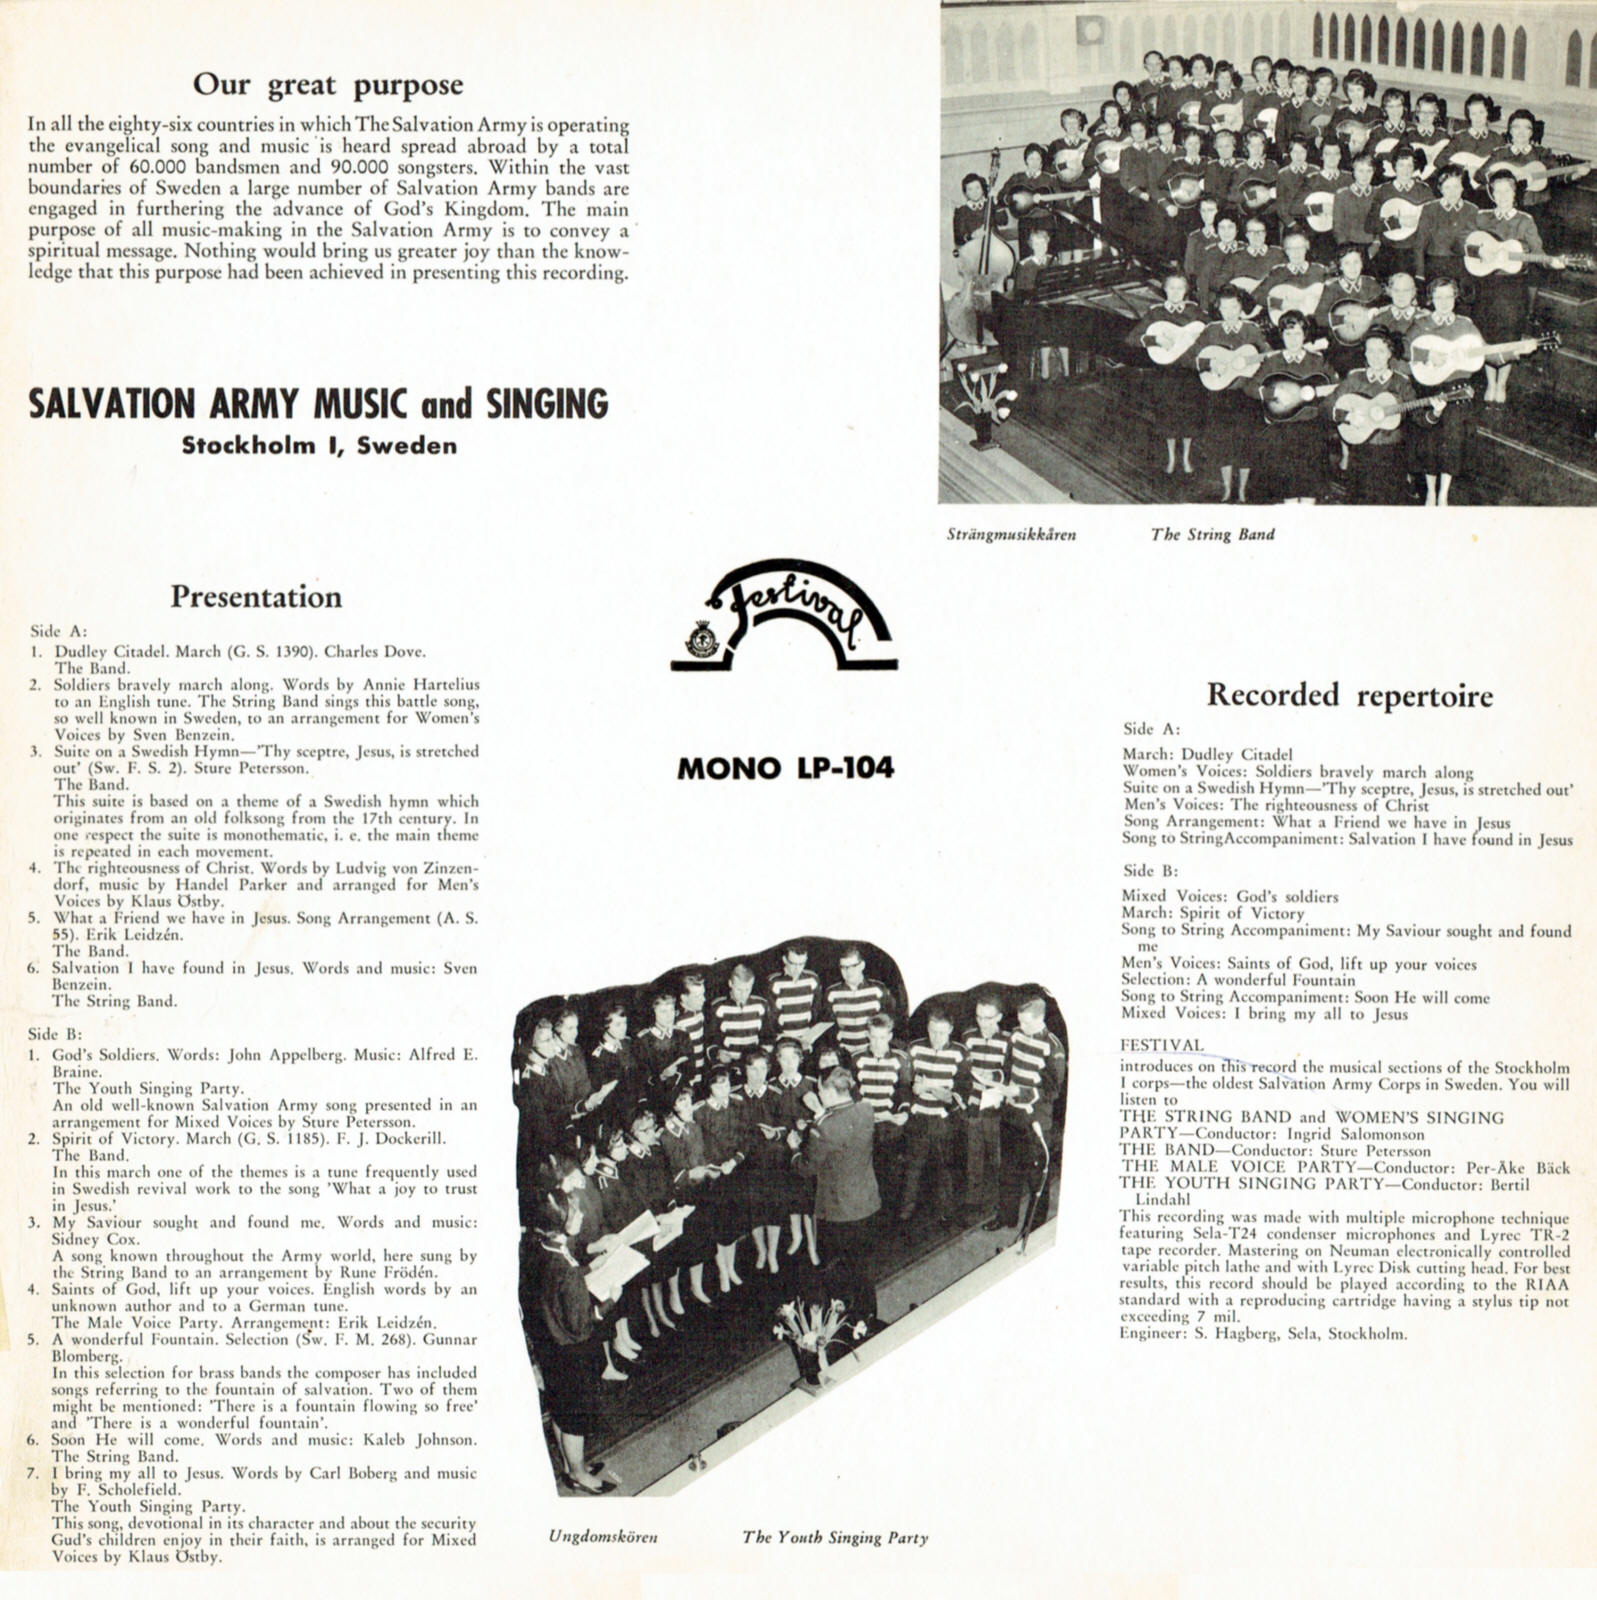 Our great purpose
In all the eighty-six countries in which The Salvation Army is operating
the evangelical song and music is heard spread abroad by a total
number of 60.000 bandsmen and 90.000 songsters. Within the vast
boundaries of Sweden a large number of Salvation Army bands are
engaged in furthering the advance of God's Kingdom. The main
purpose of all music-making in the Salvation Army is to convey a
spiritual message. Nothing would bring us greater joy than the know-
ledge that this purpose had been achieved in presenting this recording.
SALVATION ARMY MUSIC and SINGING
Stockholm I, Sweden
Strängmusikkåren The String Band
Presentation
Side A:
1. Dudley Citadel. March (G. S. 1390). Charles Dove.
The Band.
2. Soldiers bravely march along. Words by Annie Hartelius
to an English tune. The String Band sings this battle song,
so well known in Sweden, to an arrangement for Women's
Voices by Sven Benzein.
3. Suite on a Swedish Hymn—'Thy sceptre, Jesus, is stretched
out' (Sw. F. S. 2). Sture Petersson.
The Band.
This suite is based on a theme of a Swedish hymn which
originates from an old folksong from the 17th century. In
one respect the suite is monothematic, i. e. the main theme
is repeated in each movement.
4. The righteousness of Christ. Words by Ludvig von Zinzen-
dorf, music by Handel Parker and arranged for Men's
Voices by Klaus Östby.
5. What a Friend we have in Jesus. Song Arrangement (A. S.
55). Erik Leidzén.
The Band.
6. Salvation I have found in Jesus. Words and music: Sven
Benzein.
The String Band.
Side B:
1. God's Soldiers. Words: John Appelberg. Music: Alfred E.
Braine.
The Youth Singing Party.
An old well-known Salvation Army song presented in an
arrangement for Mixed Voices by Sture Petersson.
2. Spirit of Victory. March (G. S. 1185). F. J. Dockerill.
The Band.
In this march one of the themes is a tune frequently used
in Swedish revival work to the song 'What a joy to trust
in Jesus.'
3. My Saviour sought and found me. Words and music:
Sidney Cox.
A song known throughout the Army world, here sung by
the String Band to an arrangement by Rune Frödén.
4. Saints of God, lift up your voices. English words by an
unknown author and to a German tune.
The Male Voice Party. Arrangement: Erik Leidzén.
5. A wonderful Fountain. Selection (Sw. F. M. 268). Gunnar
Blomberg.
In this selection for brass bands the composer has included
songs referring to the fountain of salvation. Two of them
might be mentioned: 'There is a fountain flowing so free'
and 'There is a wonderful fountain'.
6. Soon He will come. Words and music: Kaleb Johnson.
The String Band.
7. I bring my all to Jesus. Words by Carl Boberg and music
by F. Scholefield.
The Youth Singing Party.
This song, devotional in its character and about the security
Gud's children enjoy in their faith, is arranged for Mixed
Voices by Klaus Östby.
festival
MONO LP-104
Ungdomskören The Youth Singing Party
Recorded repertoire
Side A:
March: Dudley Citadel
Women's Voices: Soldiers bravely march along
Suite on a Swedish Hymn—'Thy sceptre, Jesus, is stretched out'
Men's Voices: The righteousness of Christ
Song Arrangement: What a Friend we have in Jesus
Song to StringAccompaniment: Salvation I have found in Jesus
Side B:
Mixed Voices: God's soldiers
March: Spirit of Victory
Song to String Accompaniment: My Saviour sought and found
me
Men's Voices: Saints of God, lift up your voices
Selection: A wonderful Fountain
Song to String Accompaniment: Soon He will come
Mixed Voices: I bring my all to Jesus
FESTIVAL
introduces on this record the musical sections of the Stockholm
I corps—the oldest Salvation Army Corps in Sweden. You will
listen to
THE STRING BAND and WOMEN'S SINGING
PARTY—Conductor: Ingrid Salomonson
THE BAND—Conductor: Sture Petersson
THE MALE VOICE PARTY—Conductor: Per-Åke Bäck
THE YOUTH SINGING PARTY—Conductor: Bertil
Lindahl
This recording was made with multiple microphone technique
featuring Sela-T24 condenser microphones and Lyrec TR-2
tape recorder. Mastering on Neuman electronically controlled
variable pitch lathe and with Lyrec Disk cutting head. For best
results, this record should be played according to the RIAA
standard with a reproducing cartridge having a stylus tip not
exceeding 7 mil.
Engineer: S. Hagberg, Sela, Stockholm.